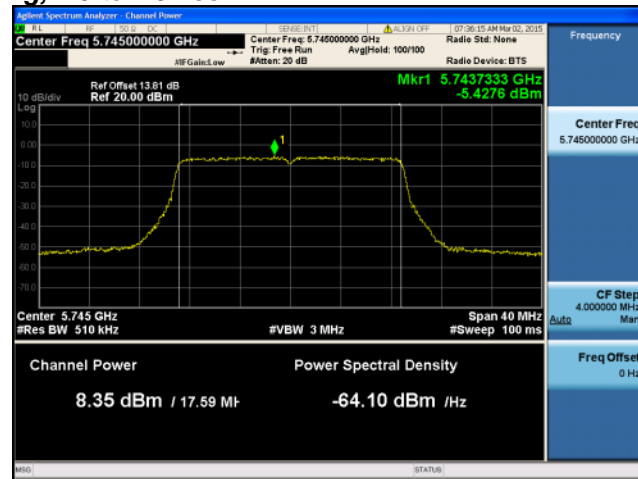 Agilent Spectrum Analyzer - Channel Power
RL RF 50 Ω DC SENSE:INT ALIGN OFF 07:36:15 AM Mar 02, 2015
Center Freq 5.745000000 GHz
#IFGain:Low
Center Freq: 5.745000000 GHz
Trig: Free Run Avg|Hold: 100/100
#Atten: 20 dB
Radio Std: None
Radio Device: BTS
Ref Offset 13.81 dB
10 dB/div Ref 20.00 dBm
Mkr1 5.7437333 GHz
-5.4276 dBm
Log
10.0
0.00
1
-20.0
-30.0
-40.0
-50.0
-60.0
-70.0
Center 5.745 GHz Span 40 MHz
#Res BW 510 kHz #VBW 3 MHz #Sweep 100 ms
Channel Power Power Spectral Density
8.35 dBm / 17.59 MH -64.10 dBm /Hz
MSG STATUS
Frequency
Center Freq
5.745000000 GHz
CF Step
4.000000 MHz
Auto Man
Freq Offset
0 Hz